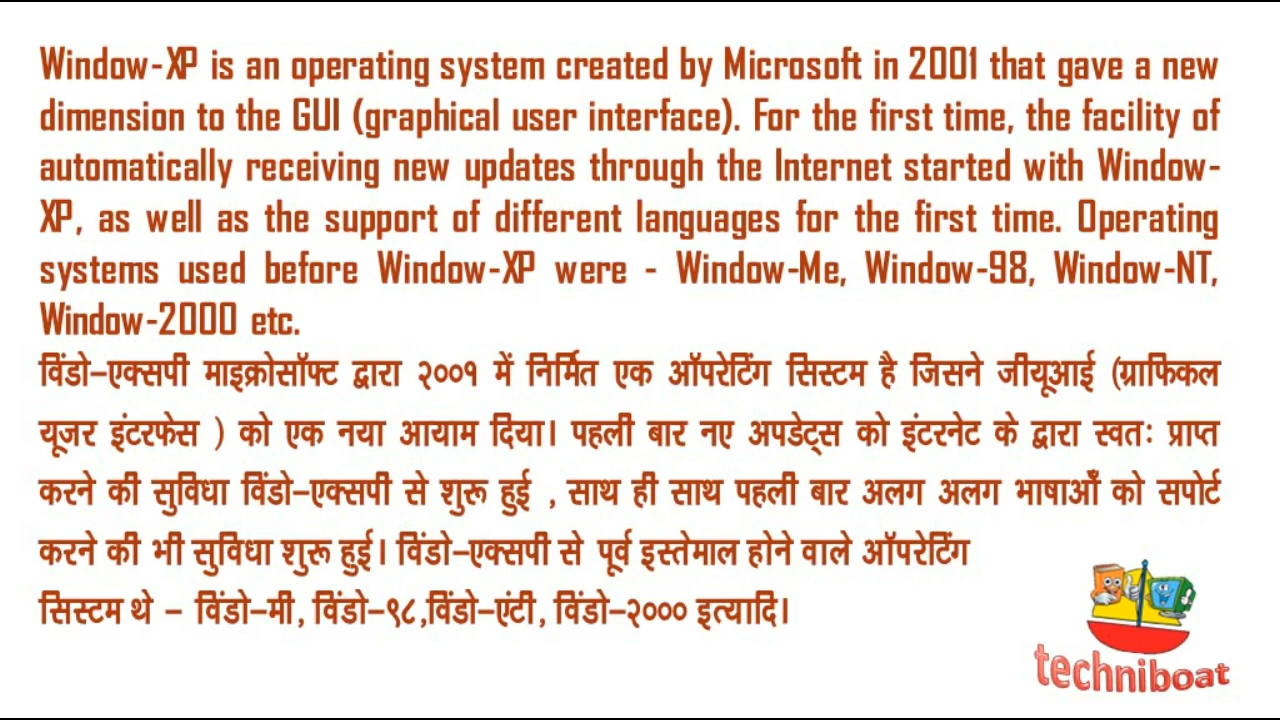 Window-XP is an operating system created by Microsoft in 2001 that gave a new
dimension to the GUI (graphical user interface). For the first time, the facility of
automatically receiving new updates through the Internet started with Window-
XP, as well as the support of different languages for the first time. Operating
systems used before Window-XP were - Window-Me, Window-98, Window-NT,
Window-2000 etc.
विंडो–एक्सपी माइक्रोसॉफ्ट द्वारा २००१ में निर्मित एक ऑपरेटिंग सिस्टम है जिसने जीयूआई (ग्राफिकल
यूजर इंटरफेस ) को एक नया आयाम दिया। पहली बार नए अपडेट्स को इंटरनेट के द्वारा स्वतः प्राप्त
करने की सुविधा विंडो–एक्सपी से शुरू हुई , साथ ही साथ पहली बार अलग अलग भाषाओँ को सपोर्ट
करने की भी सुविधा शुरू हुई। विंडो–एक्सपी से पूर्व इस्तेमाल होने वाले ऑपरेटिंग
सिस्टम थे – विंडो–मी, विंडो–९८,विंडो–एंटी, विंडो–२००० इत्यादि।
techniboat